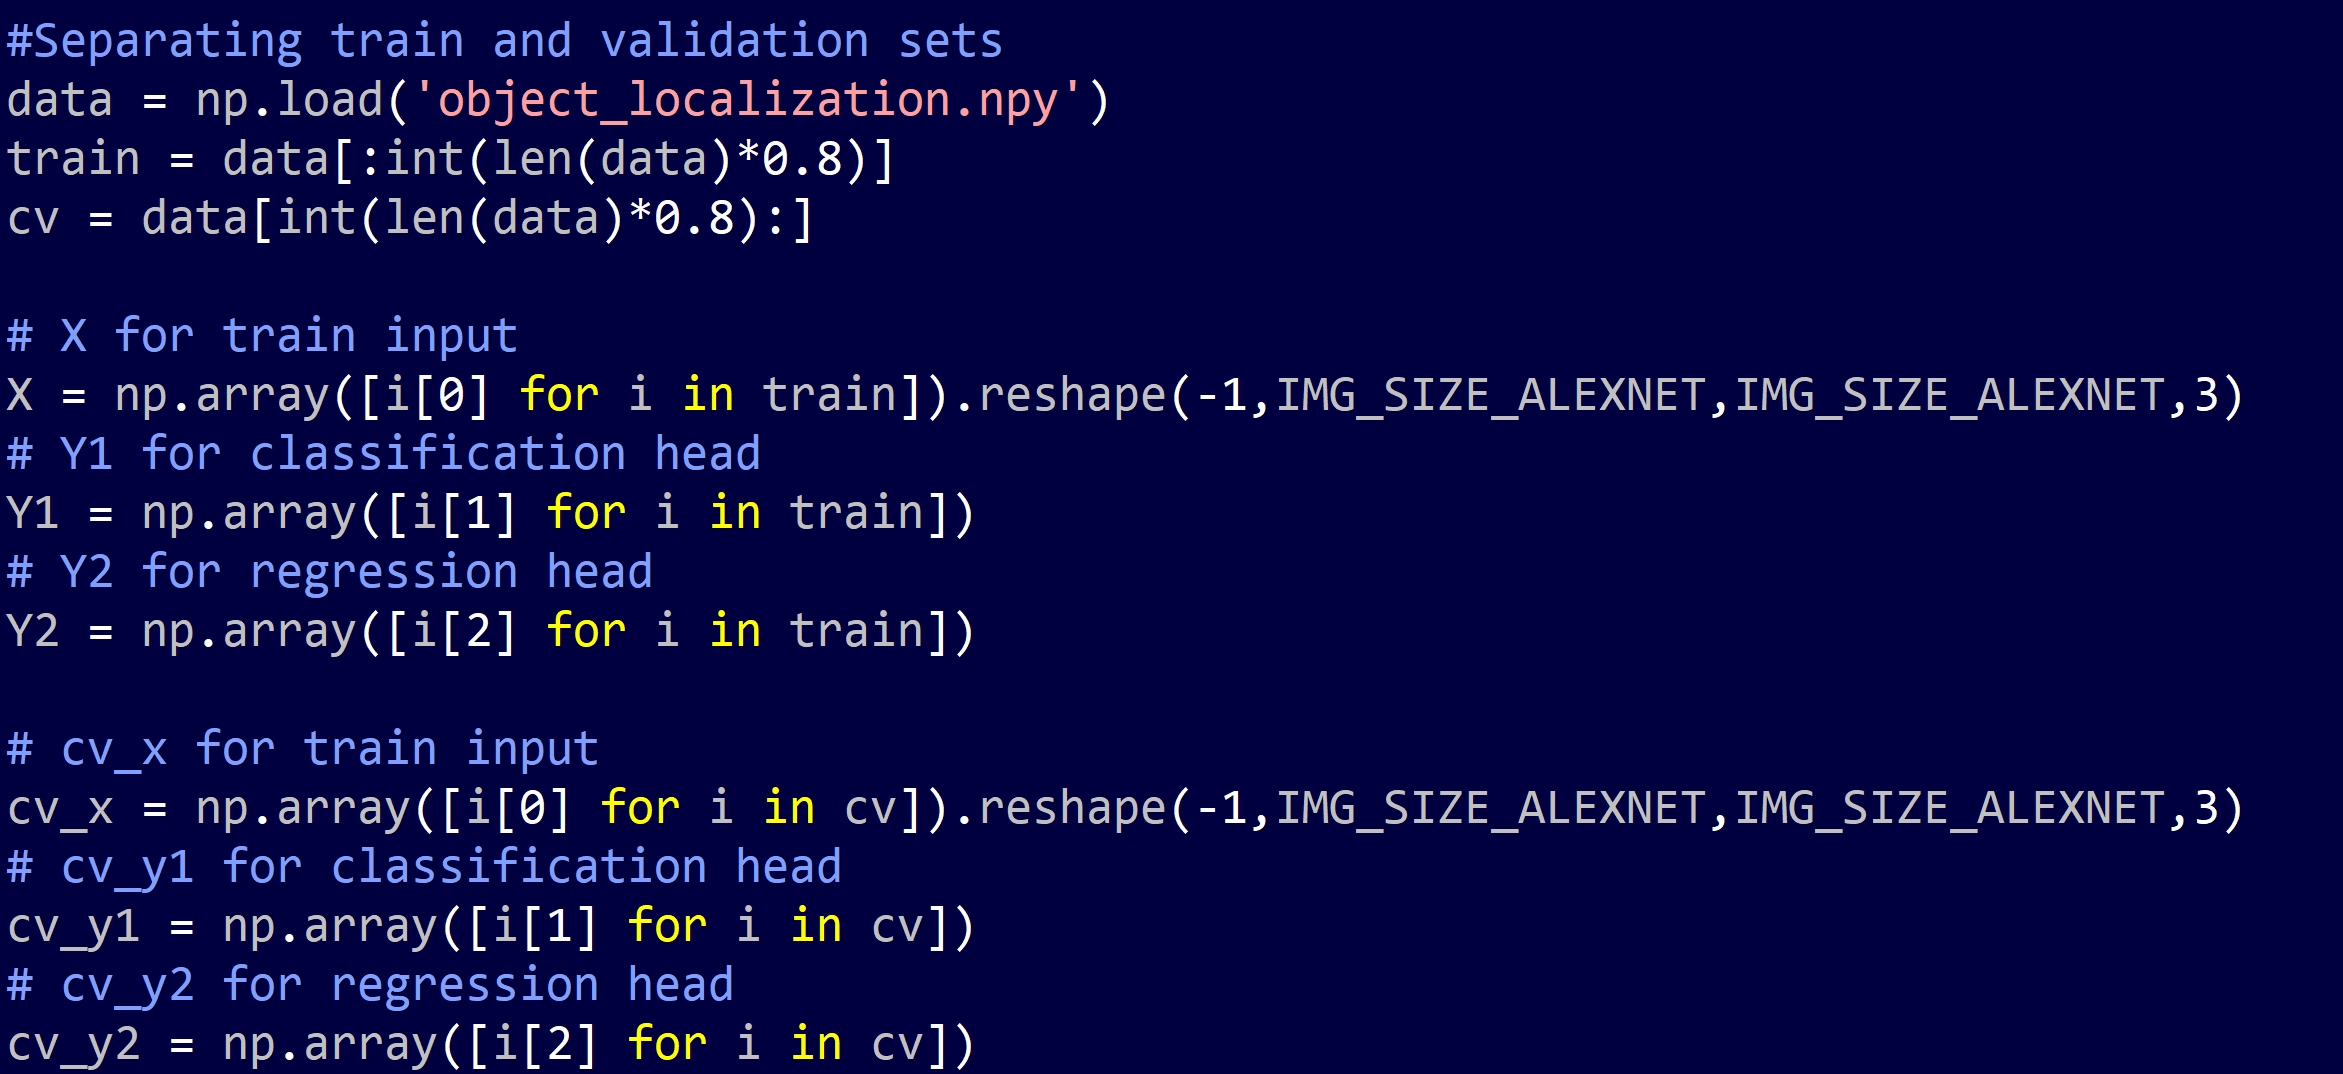 #Separating train and validation sets
data = np.load('object_localization.npy')
train = data[:int(len(data)*0.8)]
cv = data[int(len(data)*0.8):]
# X for train input
X = np.array([i[0] for i in train]).reshape(-1,IMG_SIZE_ALEXNET,IMG_SIZE_ALEXNET,3)
# Y1 for classification head
Y1 = np.array([i[1] for i in train])
# Y2 for regression head
Y2 = np.array([i[2] for i in train])
# cv_x for train input
cv_x = np.array([i[0] for i in cv]).reshape(-1,IMG_SIZE_ALEXNET,IMG_SIZE_ALEXNET,3)
# cv_y1 for classification head
cv_y1 = np.array([i[1] for i in cv])
# cv_y2 for regression head
cv_y2 = np.array([i[2] for i in cv])